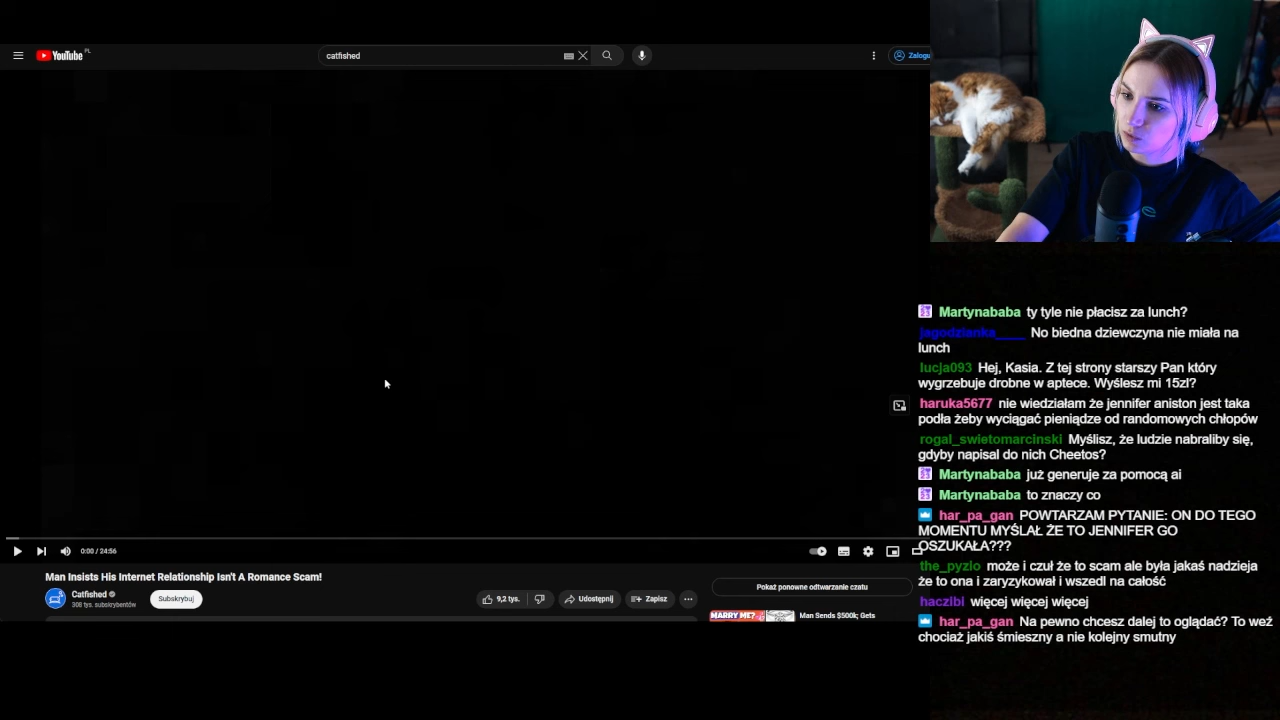 YouTube PL
catfished
Zalogu
0:00 / 24:56
Man Insists His Internet Relationship Isn't A Romance Scam!
Catfished
308 tys. subskrybentów
Subskrybuj
9,2 tys.
Udostępnij
Zapisz
Pokaż ponowne odtwarzanie czatu
MARRY ME?
Man Sends $500k; Gets
Martynababa ty tyle nie płacisz za lunch?
jagodzianka____ No biedna dziewczyna nie miała na
lunch
lucja093 Hej, Kasia. Z tej strony starszy Pan który
wygrzebuje drobne w aptece. Wyślesz mi 15zl?
haruka5677 nie wiedziałam że jennifer aniston jest taka
podła żeby wyciągać pieniądze od randomowych chłopów
rogal_swietomarcinski Myślisz, że ludzie nabraliby się,
gdyby napisal do nich Cheetos?
Martynababa już generuje za pomocą ai
Martynababa to znaczy co
har_pa_gan POWTARZAM PYTANIE: ON DO TEGO
MOMENTU MYŚLAŁ ŻE TO JENNIFER GO
OSZUKAŁA???
the_pyzio może i czuł że to scam ale była jakaś nadzieja
że to ona i zaryzykował i wszedl na całość
haczibi więcej więcej więcej
har_pa_gan Na pewno chcesz dalej to oglądać? To weź
chociaż jakiś śmieszny a nie kolejny smutny